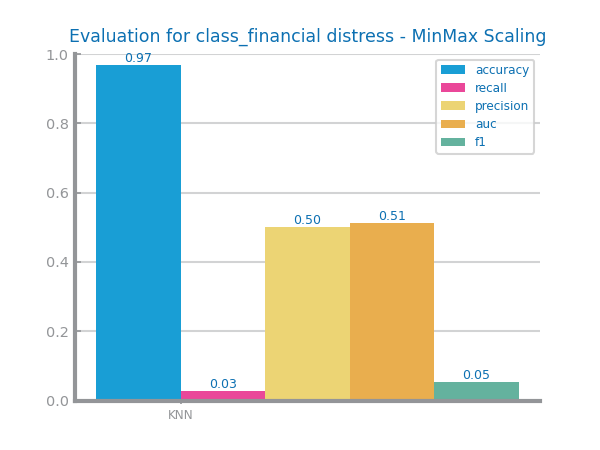 Evaluation for class_financial distress - MinMax Scaling
1.0
0.8
0.6
0.4
0.2
0.0
0.97
0.03
0.50
0.51
0.05
accuracy
recall
precision
auc
f1
KNN